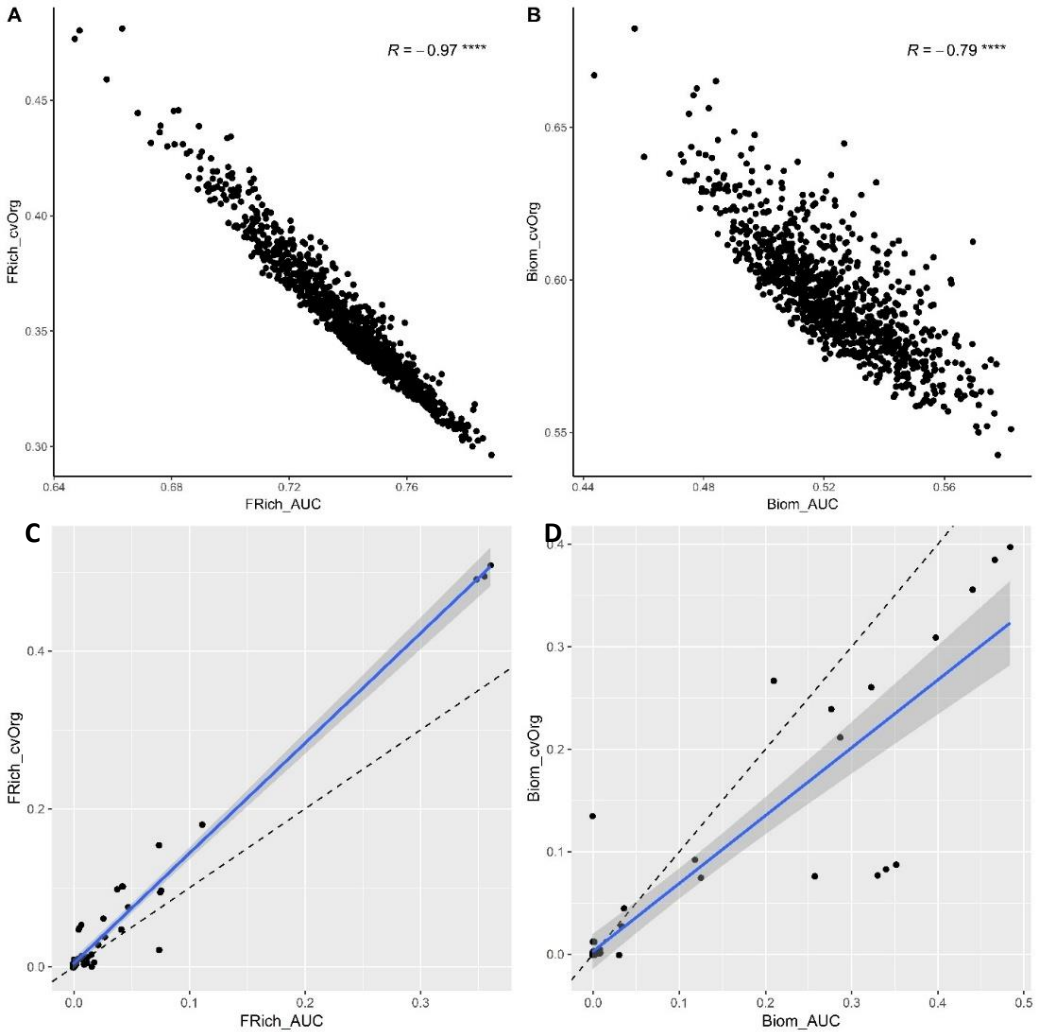 A
R = −0.97 ****
0.45
0.40
0.35
0.30
FRich_cvOrg
0.64 0.68 0.72 0.76
FRich_AUC
B
R = −0.79 ****
0.65
0.60
0.55
Biom_cvOrg
0.44 0.48 0.52 0.56
Biom_AUC
C
0.4
0.2
0.0
FRich_cvOrg
0.0 0.1 0.2 0.3
FRich_AUC
D
0.4
0.3
0.2
0.1
0.0
Biom_cvOrg
0.0 0.1 0.2 0.3 0.4 0.5
Biom_AUC